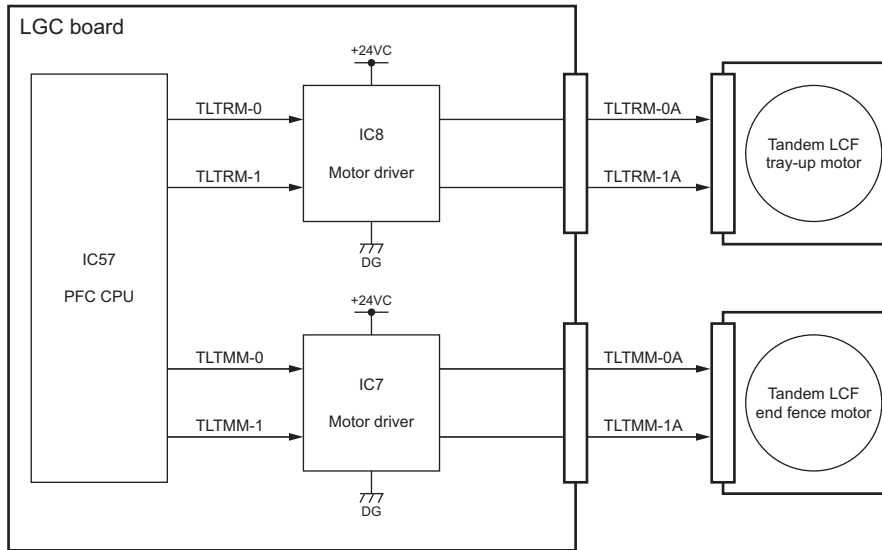 LGC board
+24VC
TLTRM-0
IC8
Motor driver
TLTRM-0A
Tandem LCF
tray-up motor
TLTRM-1
TLTRM-1A
DG
IC57
PFC CPU
+24VC
TLTMM-0
IC7
Motor driver
TLTMM-0A
Tandem LCF
end fence motor
TLTMM-1
TLTMM-1A
DG